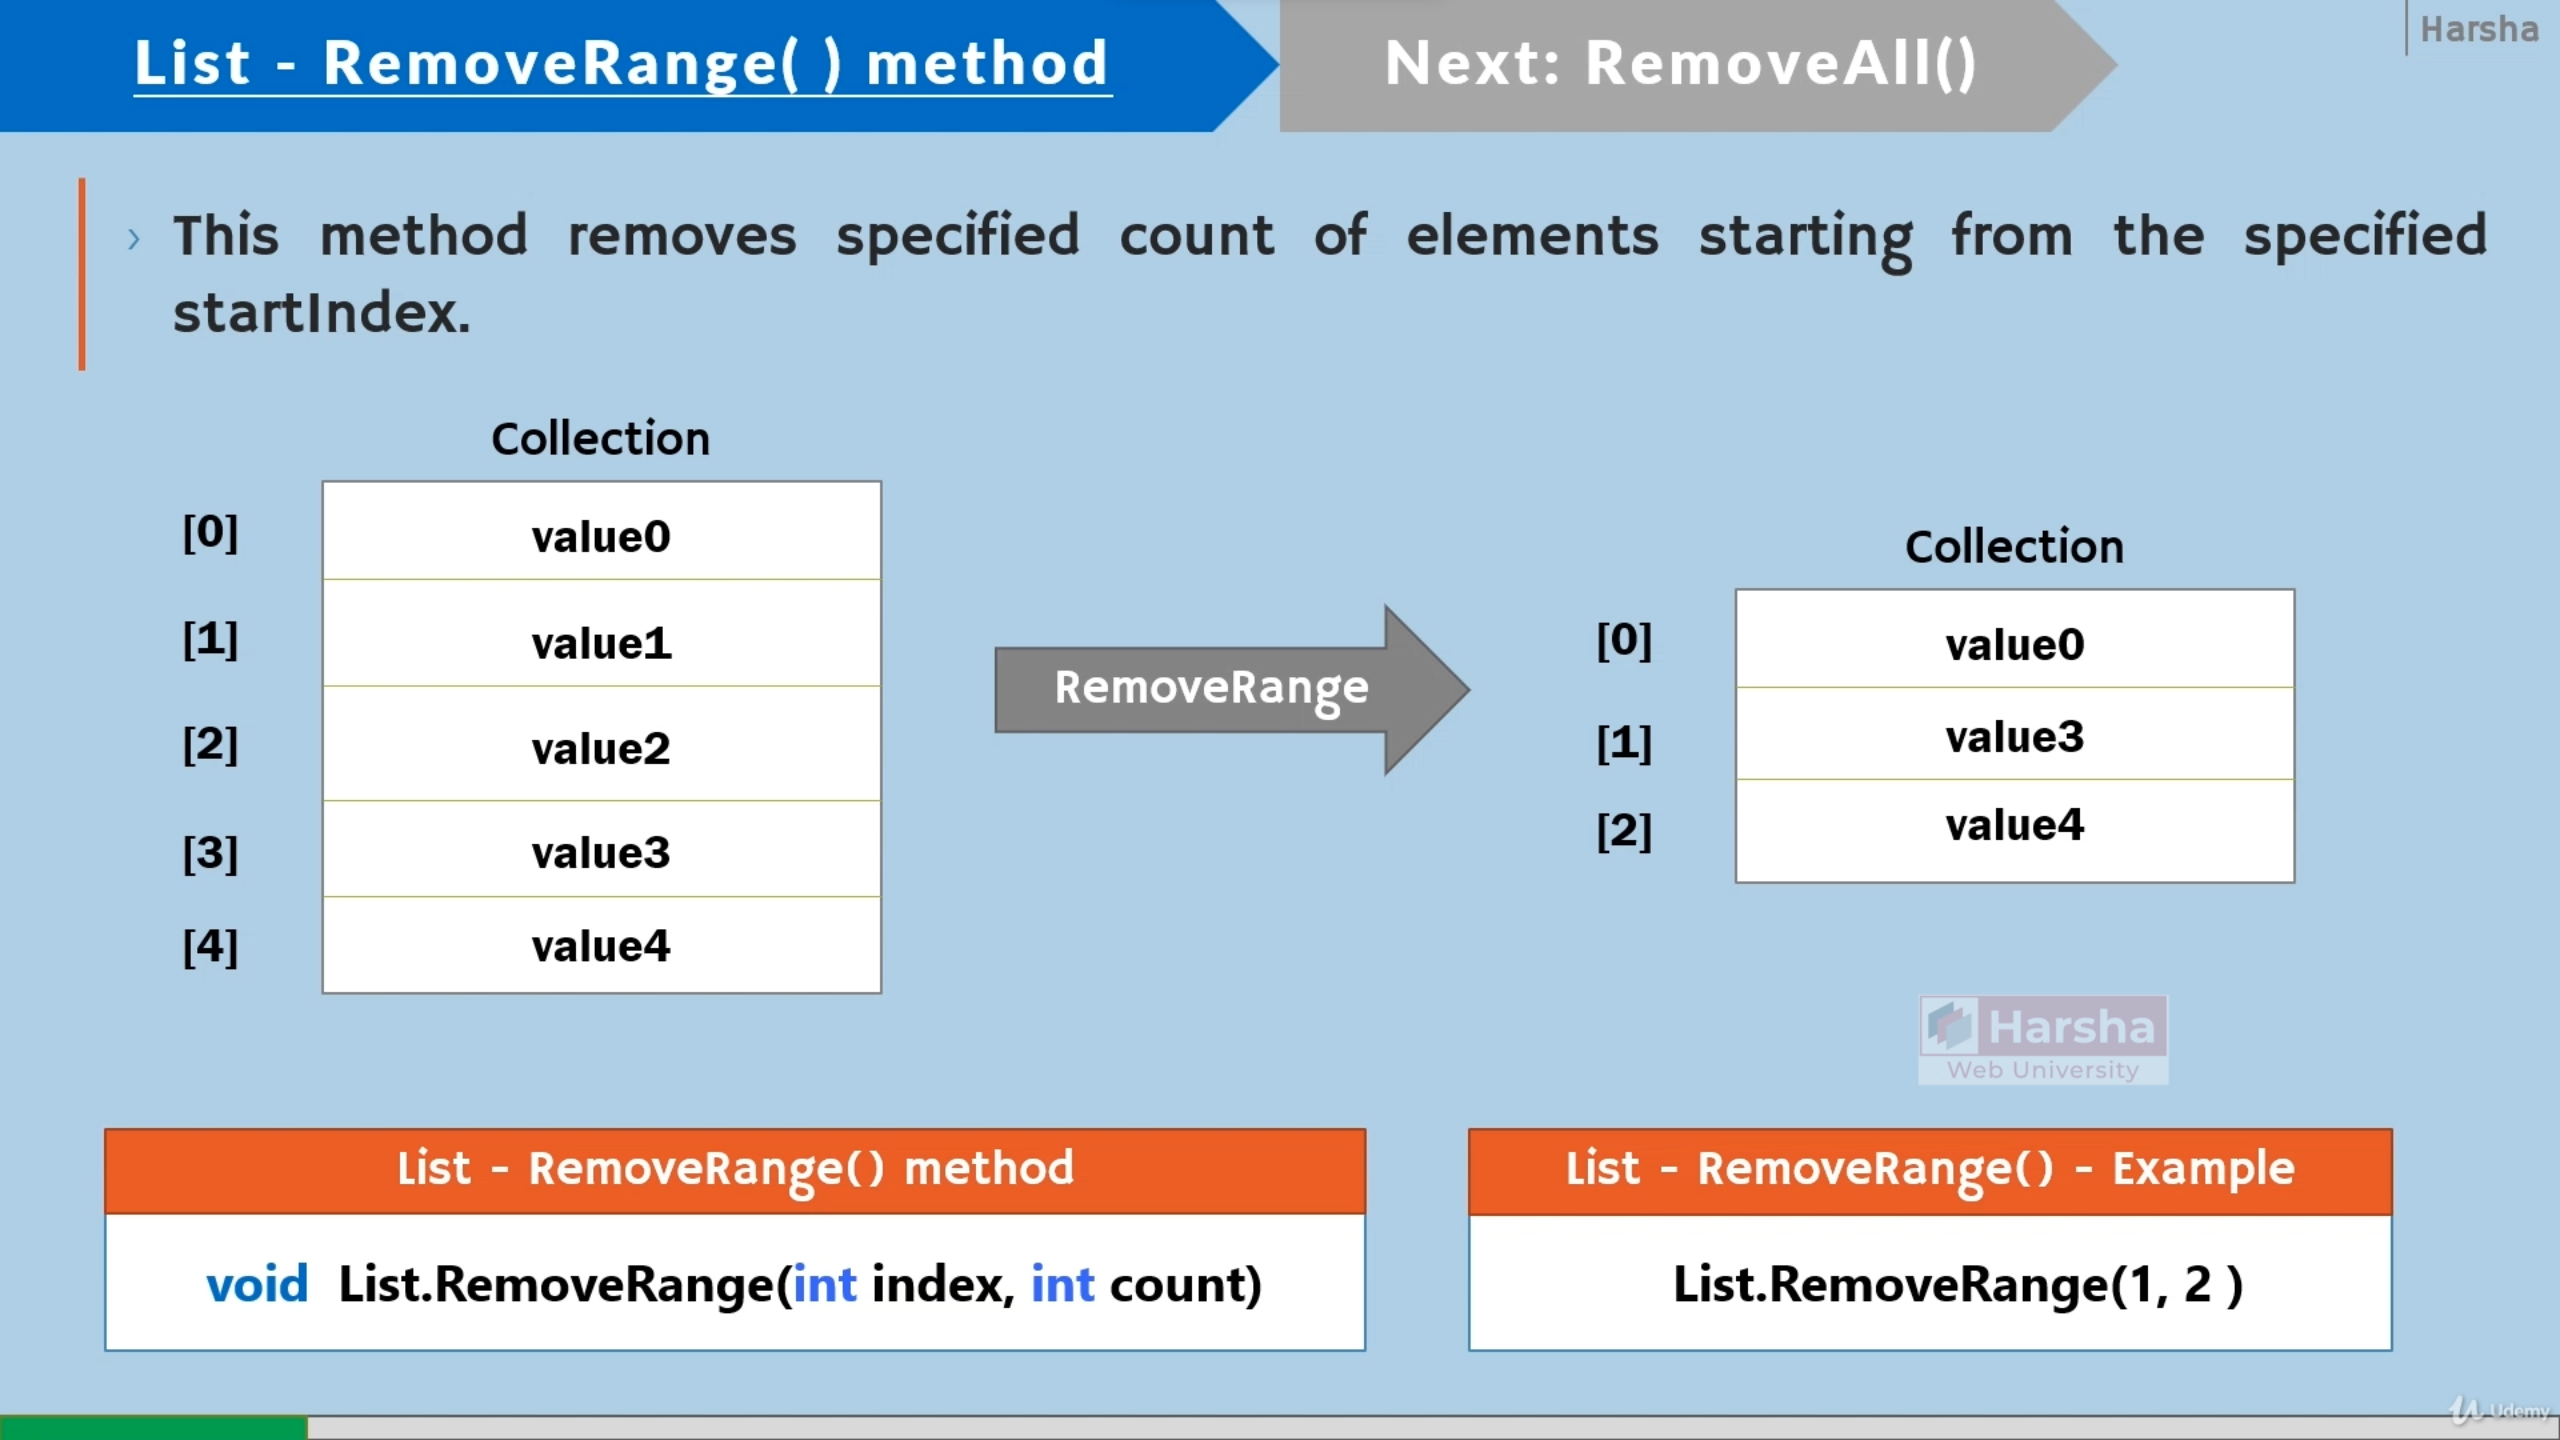 List - RemoveRange( ) method
Next: RemoveAll()
Harsha
› This method removes specified count of elements starting from the specified
startIndex.
Collection
[0] value0
[1] value1
[2] value2
[3] value3
[4] value4
RemoveRange
Collection
[0] value0
[1] value3
[2] value4
Harsha
Web University
List - RemoveRange() method
void List.RemoveRange(int index, int count)
List - RemoveRange() - Example
List.RemoveRange(1, 2 )
Udemy